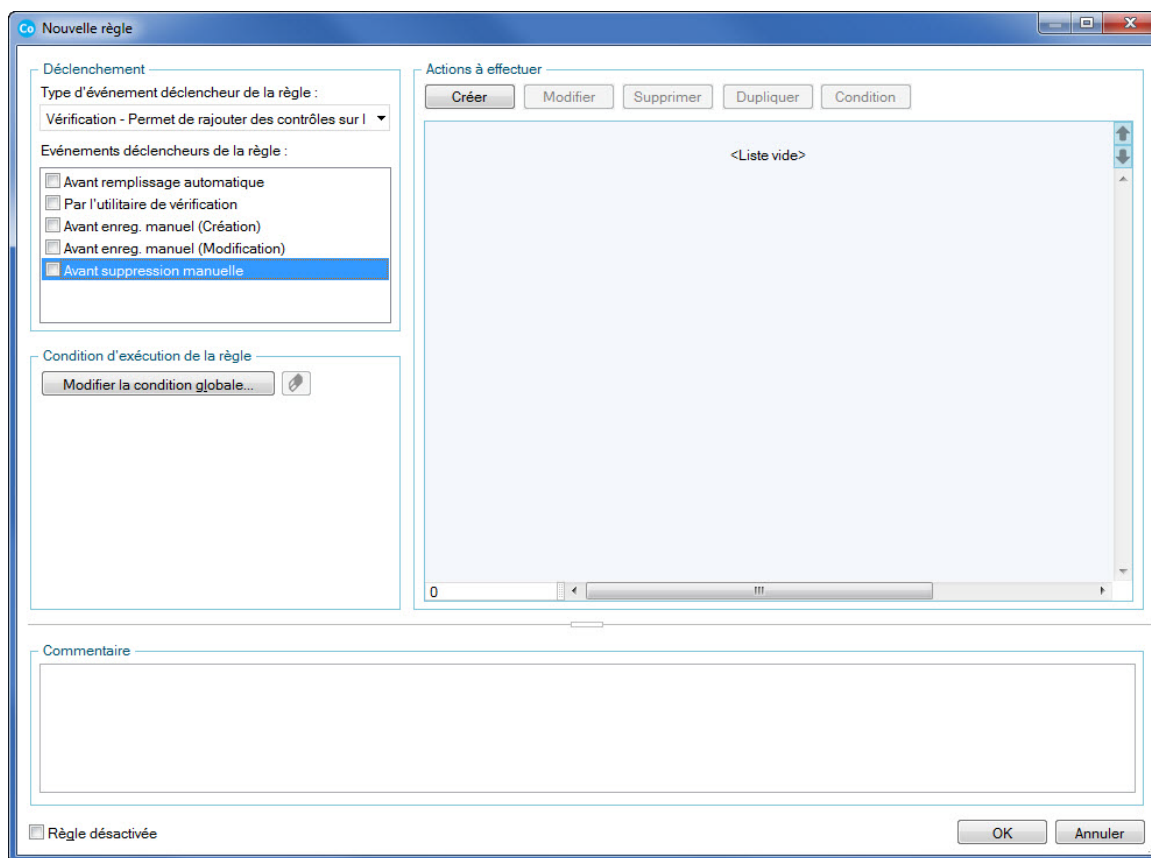 Co Nouvelle règle
Déclenchement
Type d'événement déclencheur de la règle :
Vérification - Permet de rajouter des contrôles sur l
Evénements déclencheurs de la règle :
Avant remplissage automatique
Par l'utilitaire de vérification
Avant enreg. manuel (Création)
Avant enreg. manuel (Modification)
Avant suppression manuelle
Condition d'exécution de la règle
Modifier la condition globale...
Actions à effectuer
Créer Modifier Supprimer Dupliquer Condition
<Liste vide>
0
Commentaire
Règle désactivée
OK Annuler